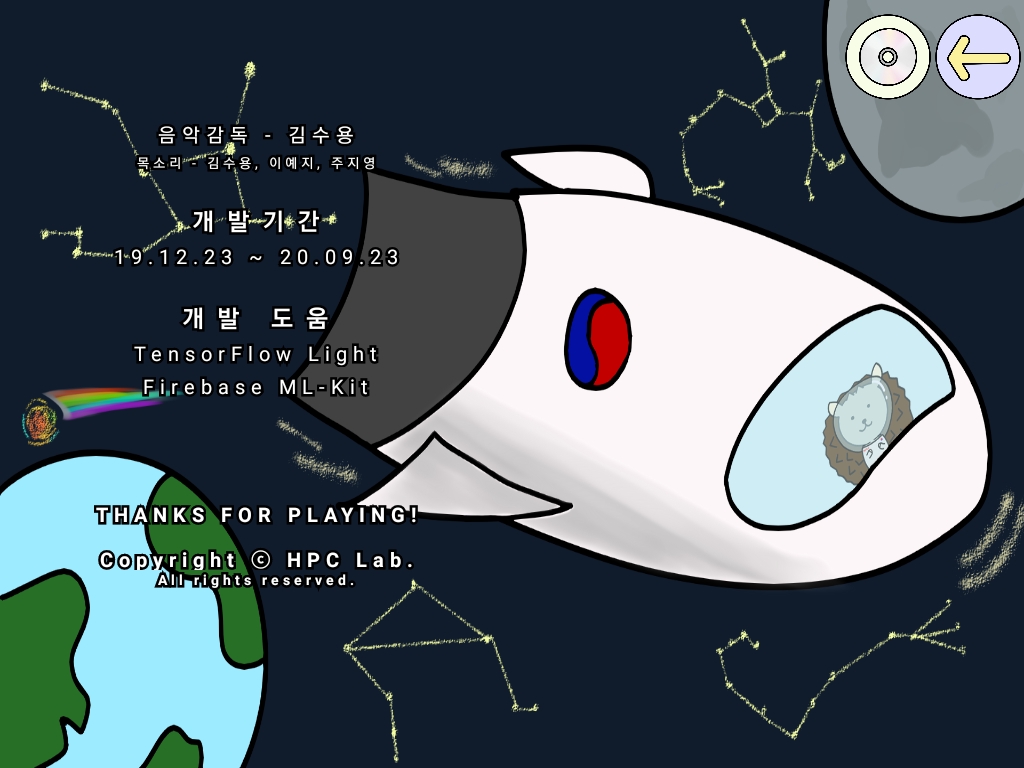 음악감독 - 김수용
목소리 - 김수용, 이예지, 주지영
개발기간
19.12.23 ~ 20.09.23
개발 도움
TensorFlow Light
Firebase ML-Kit
THANKS FOR PLAYING!
Copyright © HPC Lab.
All rights reserved.